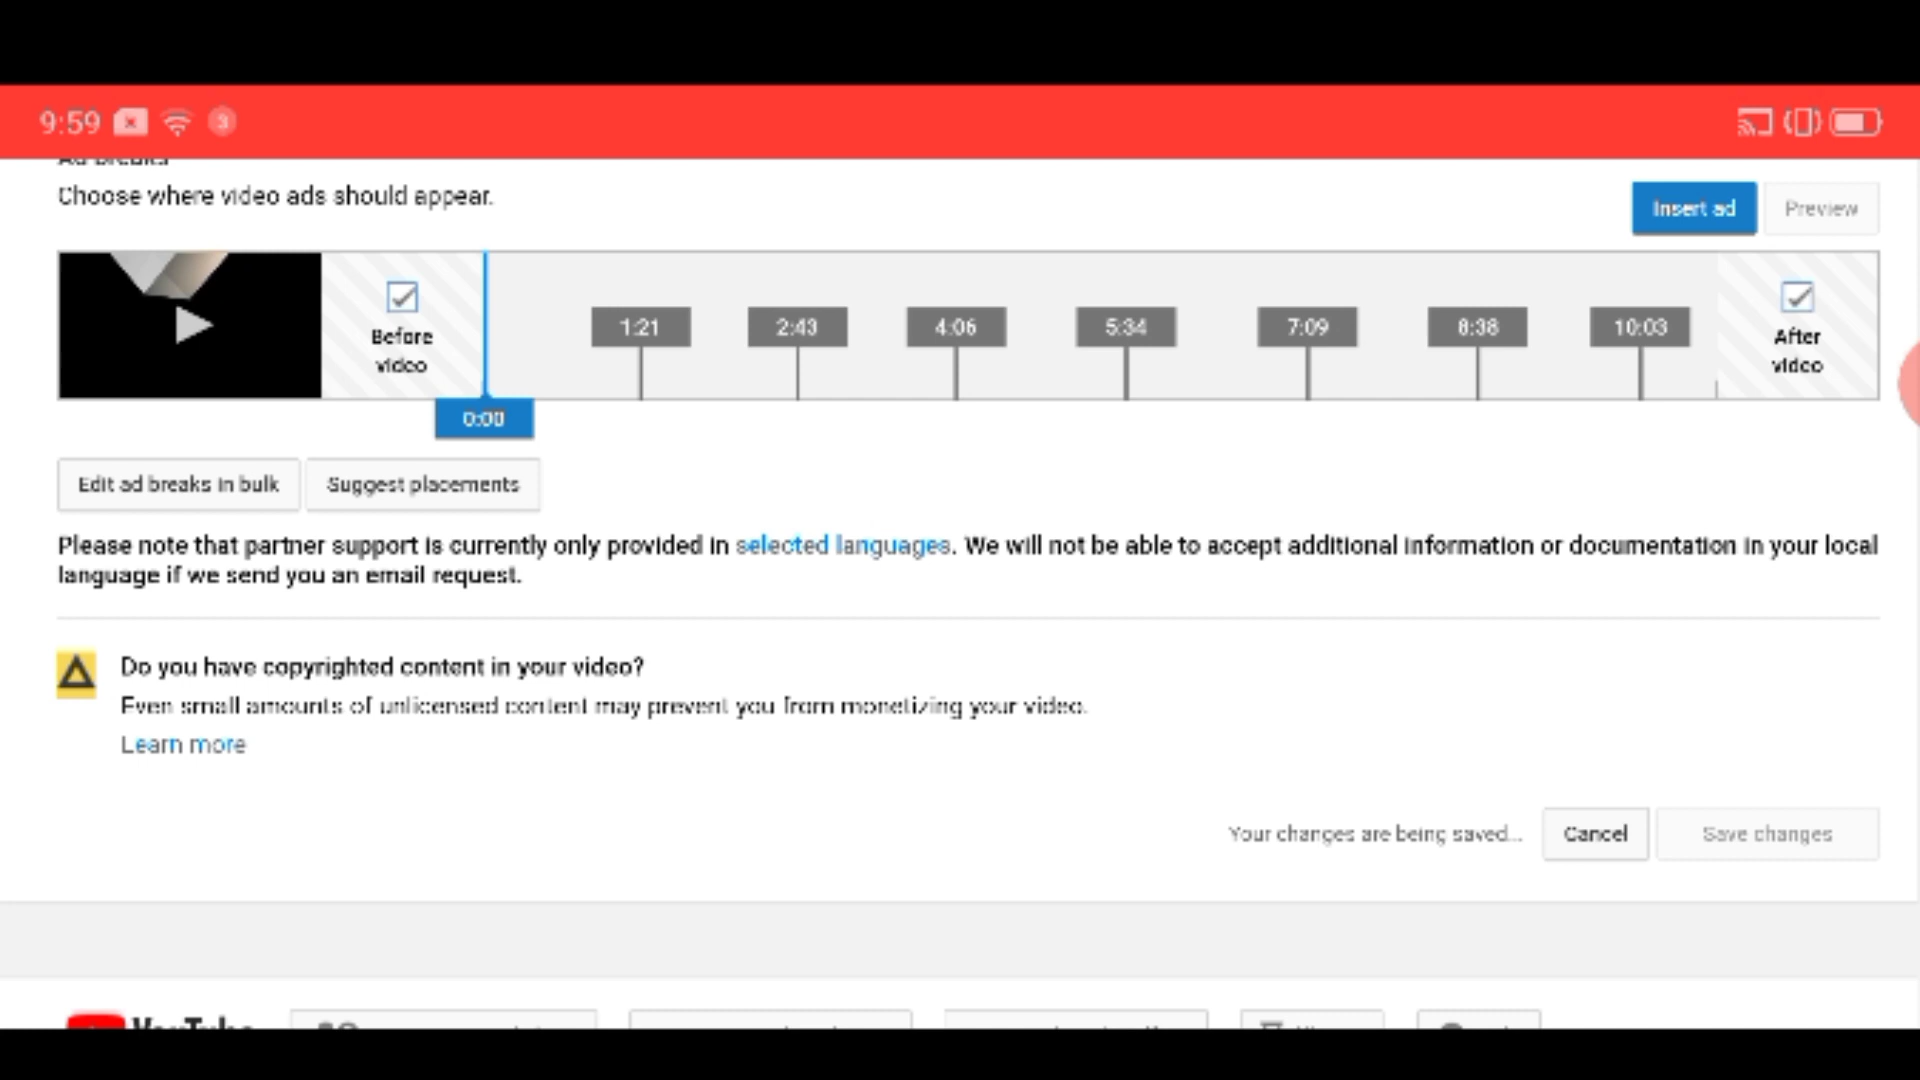 9:59 3
Ad breaks
Choose where video ads should appear.
Insert ad Preview
Before
video
1:21 2:43 4:06 5:34 7:09 8:38 10:03
After
video
0:00
Edit ad breaks in bulk Suggest placements
Please note that partner support is currently only provided in selected languages. We will not be able to accept additional information or documentation in your local
language if we send you an email request.
Do you have copyrighted content in your video?
Even small amounts of unlicensed content may prevent you from monetizing your video.
Learn more
Your changes are being saved... Cancel Save changes
YouTube